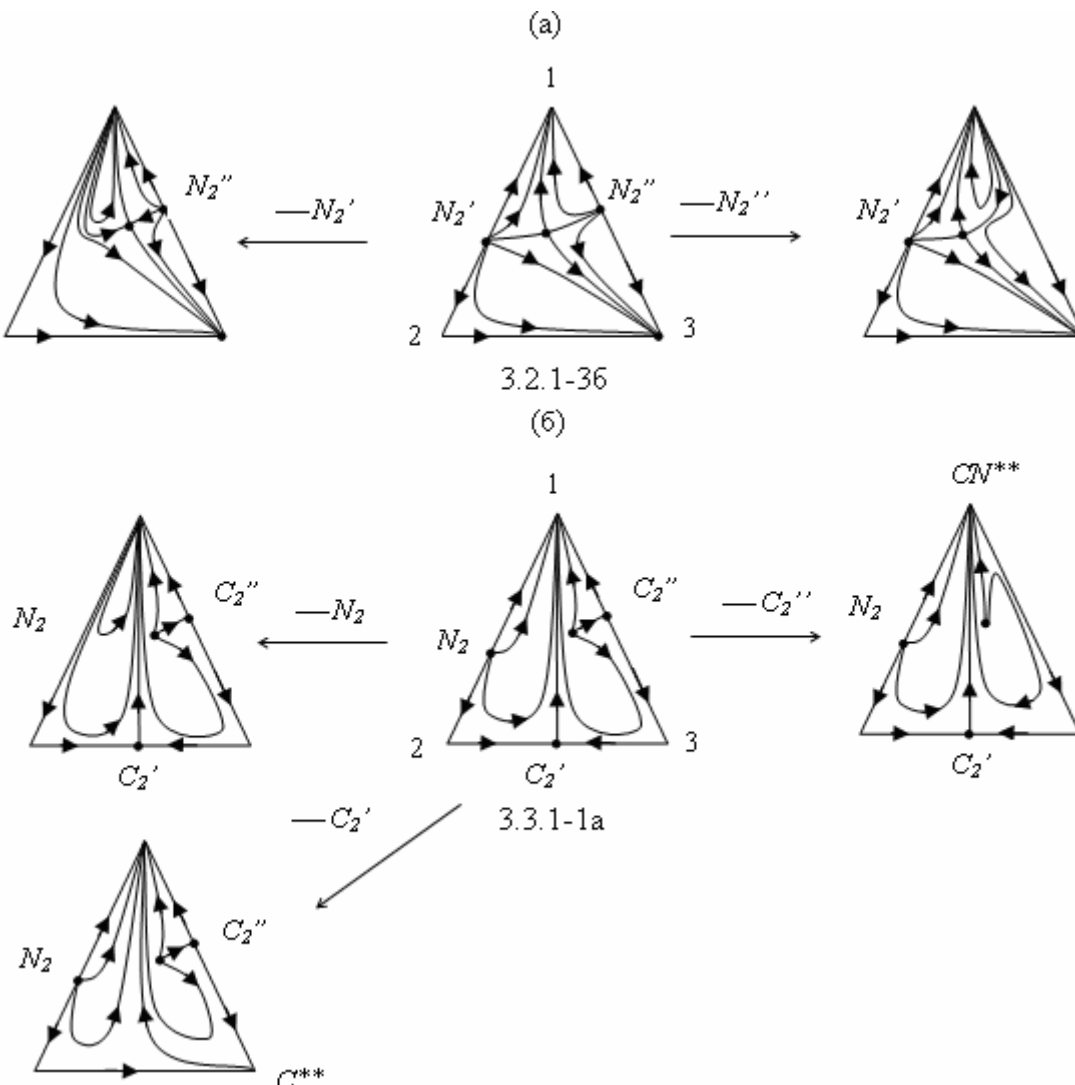 (а)
1
N₂''
—N₂'
N₂'
N₂''
—N₂''
N₂'
2
3
3.2.1-36
(б)
1
CN**
N₂
C₂''
—N₂
N₂
C₂''
—C₂''
N₂
2
3
C₂'
C₂'
C₂'
—C₂'
3.3.1-1a
N₂
C₂''
C**